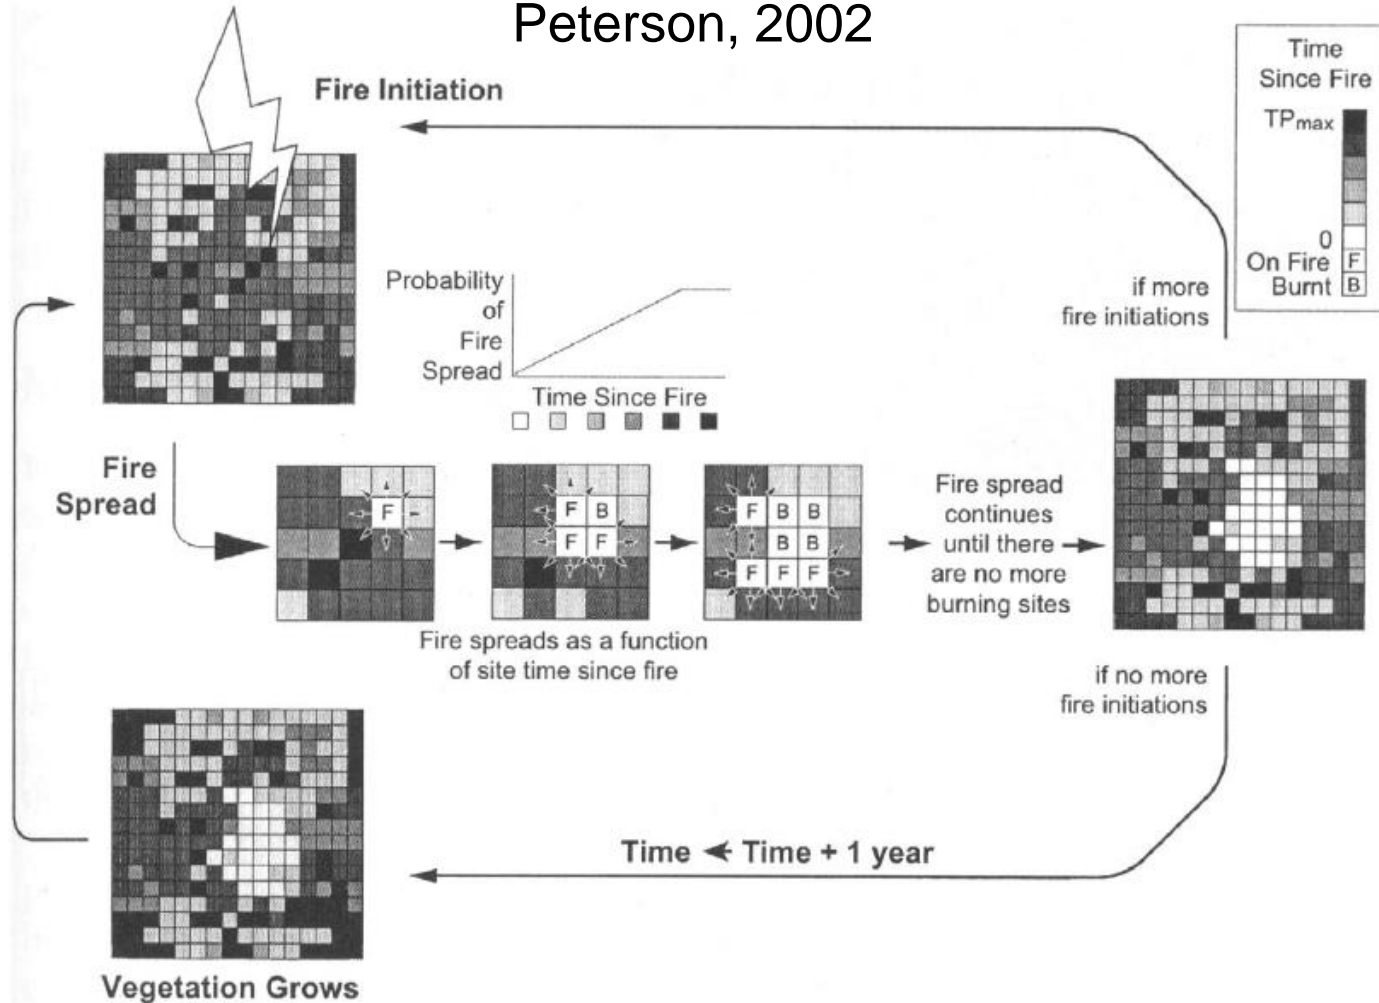 Peterson, 2002
Fire Initiation
Time
Since Fire
TPmax
0
On Fire F
Burnt B
if more
fire initiations
Probability
of
Fire
Spread
Time Since Fire
Fire
Spread
F
F B
F F
F B B
B B
F F F
Fire spread
continues
until there
are no more
burning sites
Fire spreads as a function
of site time since fire
if no more
fire initiations
Time ← Time + 1 year
Vegetation Grows